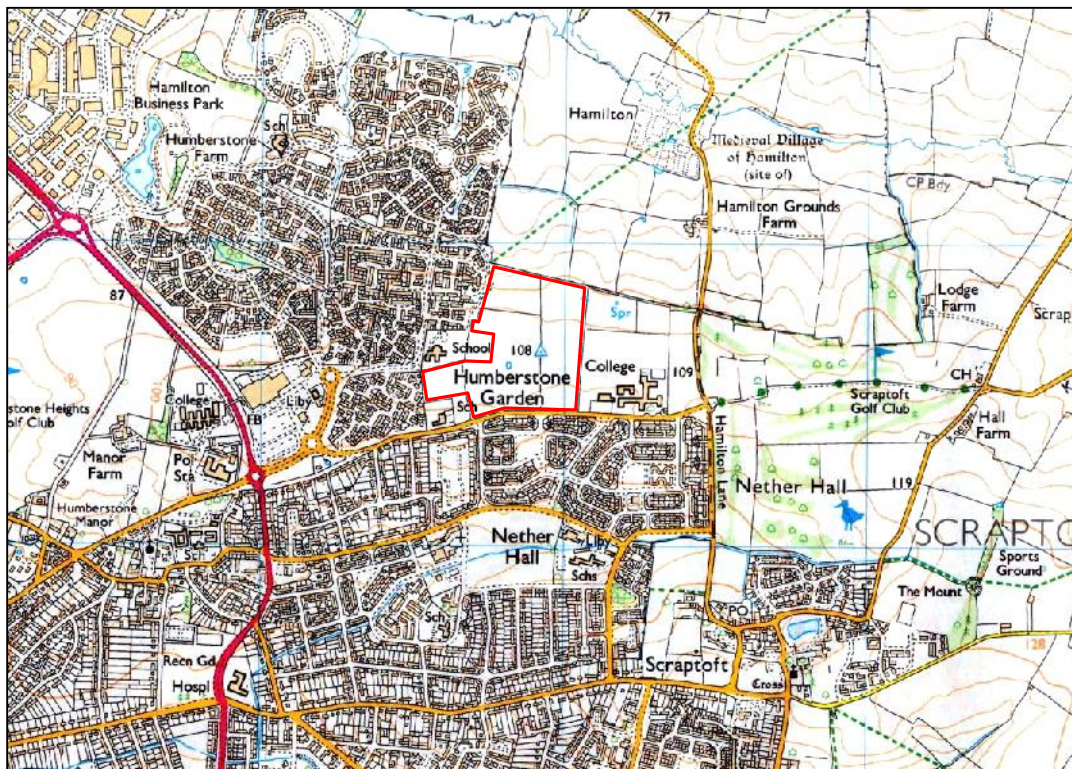 77
Hamilton
Business Park
Humberstone
Farm
Sch
Hamilton
Medieval Village
of Hamilton
(site of)
CP Bdy
Hamilton Grounds
Farm
87
Spr
Lodge
Farm
Scrap
School
108
College
109
Humberstone
Garden
Sch
CH
Scraptoft
Golf Club
Hall
Farm
College
Liby
FB
stone Heights
olf Club
Manor
Farm
Po
Sta
Hamilton Lane
Nether Hall
119
Humberstone
Manor
Sch
Nether
Hall
Liby
Schs
SCRAPTO
Sports
Ground
The Mount
Sch
PO
Recn Gd
Hospl
Scraptoft
Cross
128